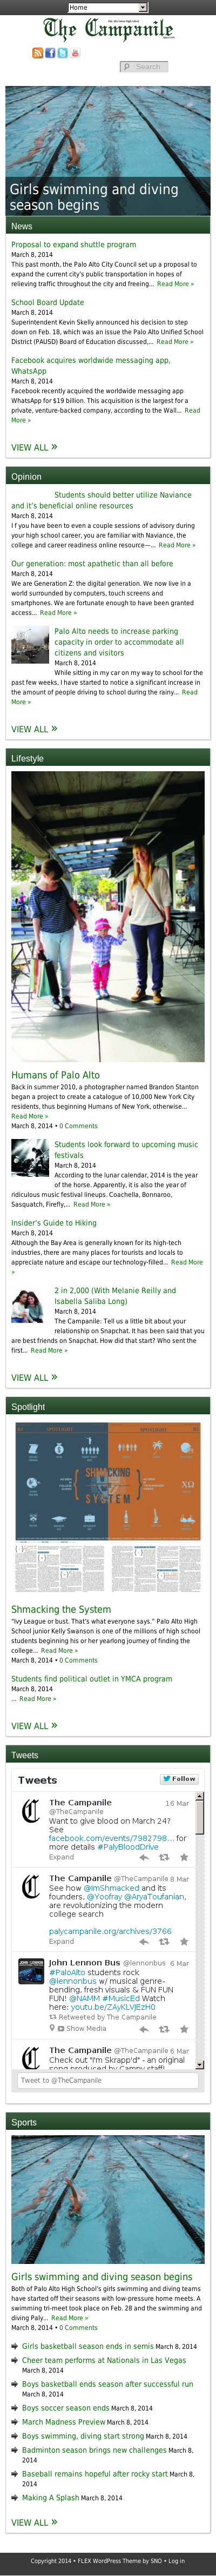 Home
The Campanile
Search
Girls swimming and diving
season begins
News
Proposal to expand shuttle program
March 8, 2014
This past month, the Palo Alto City Council set up a proposal to
expand the current city's public transportation in hopes of
relieving traffic throughout the city and freeing... Read More »
School Board Update
March 8, 2014
Superintendent Kevin Skelly announced his decision to step
down on Feb. 18, which was an issue the Palo Alto Unified School
District (PAUSD) Board of Education discussed,... Read More »
Facebook acquires worldwide messaging app,
WhatsApp
March 8, 2014
Facebook recently acquired the worldwide messaging app
WhatsApp for $19 billion. This acquisition is the largest for a
private, venture-backed company, according to the Wall... Read
More »
VIEW ALL »
Opinion
Students should better utilize Naviance
and it's beneficial online resources
March 8, 2014
I f you have been to even a couple sessions of advisory during
high school career, you are familiar with Naviance, the
college—and career readiness online resource—... Read More »
Our generation: most apathetic than all before
March 8, 2014
We are Generation Z: the digital generation. We now live in a
world surrounded by computers, touch screens and
smartphones. We are fortunate enough to have been granted
access... Read More »
Palo Alto needs to increase parking
capacity in order to accommodate all
citizens and visitors
March 8, 2014
While sitting in my car on my way to school for the
past few weeks, I have started to notice a significant increase in
the amount of people driving to school during the rainy... Read
More »
VIEW ALL »
Lifestyle
Humans of Palo Alto
Back in summer 2010, a photographer named Brandon Stanton
began a project to create a catalogue of 10,000 New York City
residents, thus beginning Humans of New York, otherwise...
Read More »
March 8, 2014 • 0 Comments
Students look forward to upcoming music
festivals
March 8, 2014
According to the lunar calendar, 2014 is the year
of the horse. Apparently, it is also the year of
ridiculous music festival lineups. Coachella, Bonnaroo,
Sasquatch, Firefly,... Read More »
Insider's Guide to Hiking
March 8, 2014
Although the Bay Area is generally known for its high-tech
industries, there are many places for tourists and locals to
appreciate nature and escape our technology-filled... Read More
»
2 in 2,000 (With Melanie Reilly and
Isabella Saliba Long)
March 8, 2014
The Campanile: Tell us a little bit about your
relationship on Snapchat. How did that start? Who sent the
first... Read More »
VIEW ALL »
Spotlight
SHMACKING
SYSTEM
Shmacking the System
"Ivy League or bust. That's what everyone says." Palo Alto High
School junior Kelly Swanson is one of the millions of high school
students beginning her or her yearlong journey of finding the
college... Read More »
March 8, 2014 • 0 Comments
Students find political outlet in YMCA program
March 8, 2014
... Read More »
VIEW ALL »
Tweets
Tweets
Follow
The Campanile 16 Mar
@TheCampanile
Want to give blood on March 24?
See
facebook.com/events/7982798... for
more details #PalyBloodDrive
Expand
The Campanile @TheCampanile 8 Mar
See how @ImShmacked and its
founders, @Yoofray @AryaToufanian,
are revolutionizing the modern
college search
palycampanile.org/archives/3766
Expand
John Lennon Bus @lennonbus 6 Mar
#PaloAlto students rock
@lennonbus w/ musical genre-
bending, fresh visuals & FUN FUN
FUN! @NAMM #MusicEd Watch
here: youtu.be/ZAyKLVJEzH0
Retweeted by The Campanile
Show Media
The Campanile @TheCampanile 6 Mar
Check out "I'm Skrapp'd" - an original
song produced by Campy staff!
Tweet to @TheCampanile
Sports
Girls swimming and diving season begins
Both of Palo Alto High School's girls swimming and diving teams
have started off their seasons with low-pressure home meets. A
swimming tri-meet took place on Feb. 28 and the swimming and
diving Paly... Read More »
March 8, 2014 • 0 Comments
Girls basketball season ends in semis March 8, 2014
Cheer team performs at Nationals in Las Vegas
March 8, 2014
Boys basketball ends season after successful run
March 8, 2014
Boys soccer season ends March 8, 2014
March Madness Preview March 8, 2014
Boys swimming, diving start strong March 8, 2014
Badminton season brings new challenges March 8,
2014
Baseball remains hopeful after rocky start March 8,
2014
Making A Splash March 8, 2014
VIEW ALL »
Copyright 2014 • FLEX WordPress Theme by SNO • Log in